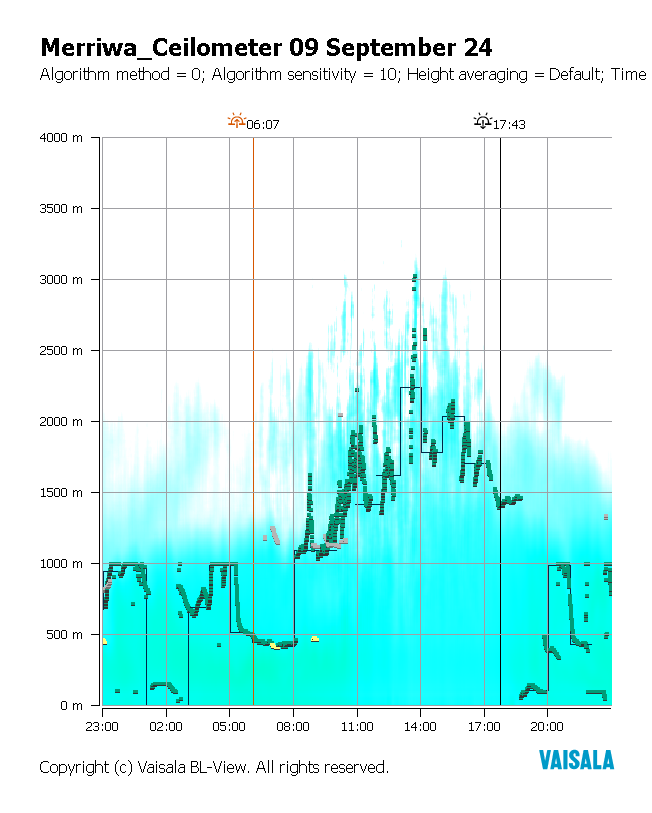 Merriwa_Ceilometer 09 September 24
Algorithm method = 0; Algorithm sensitivity = 10; Height averaging = Default; Time
06:07 17:43
4000 m
3500 m
3000 m
2500 m
2000 m
1500 m
1000 m
500 m
0 m
23:00 02:00 05:00 08:00 11:00 14:00 17:00 20:00
Copyright (c) Vaisala BL-View. All rights reserved.
VAISALA